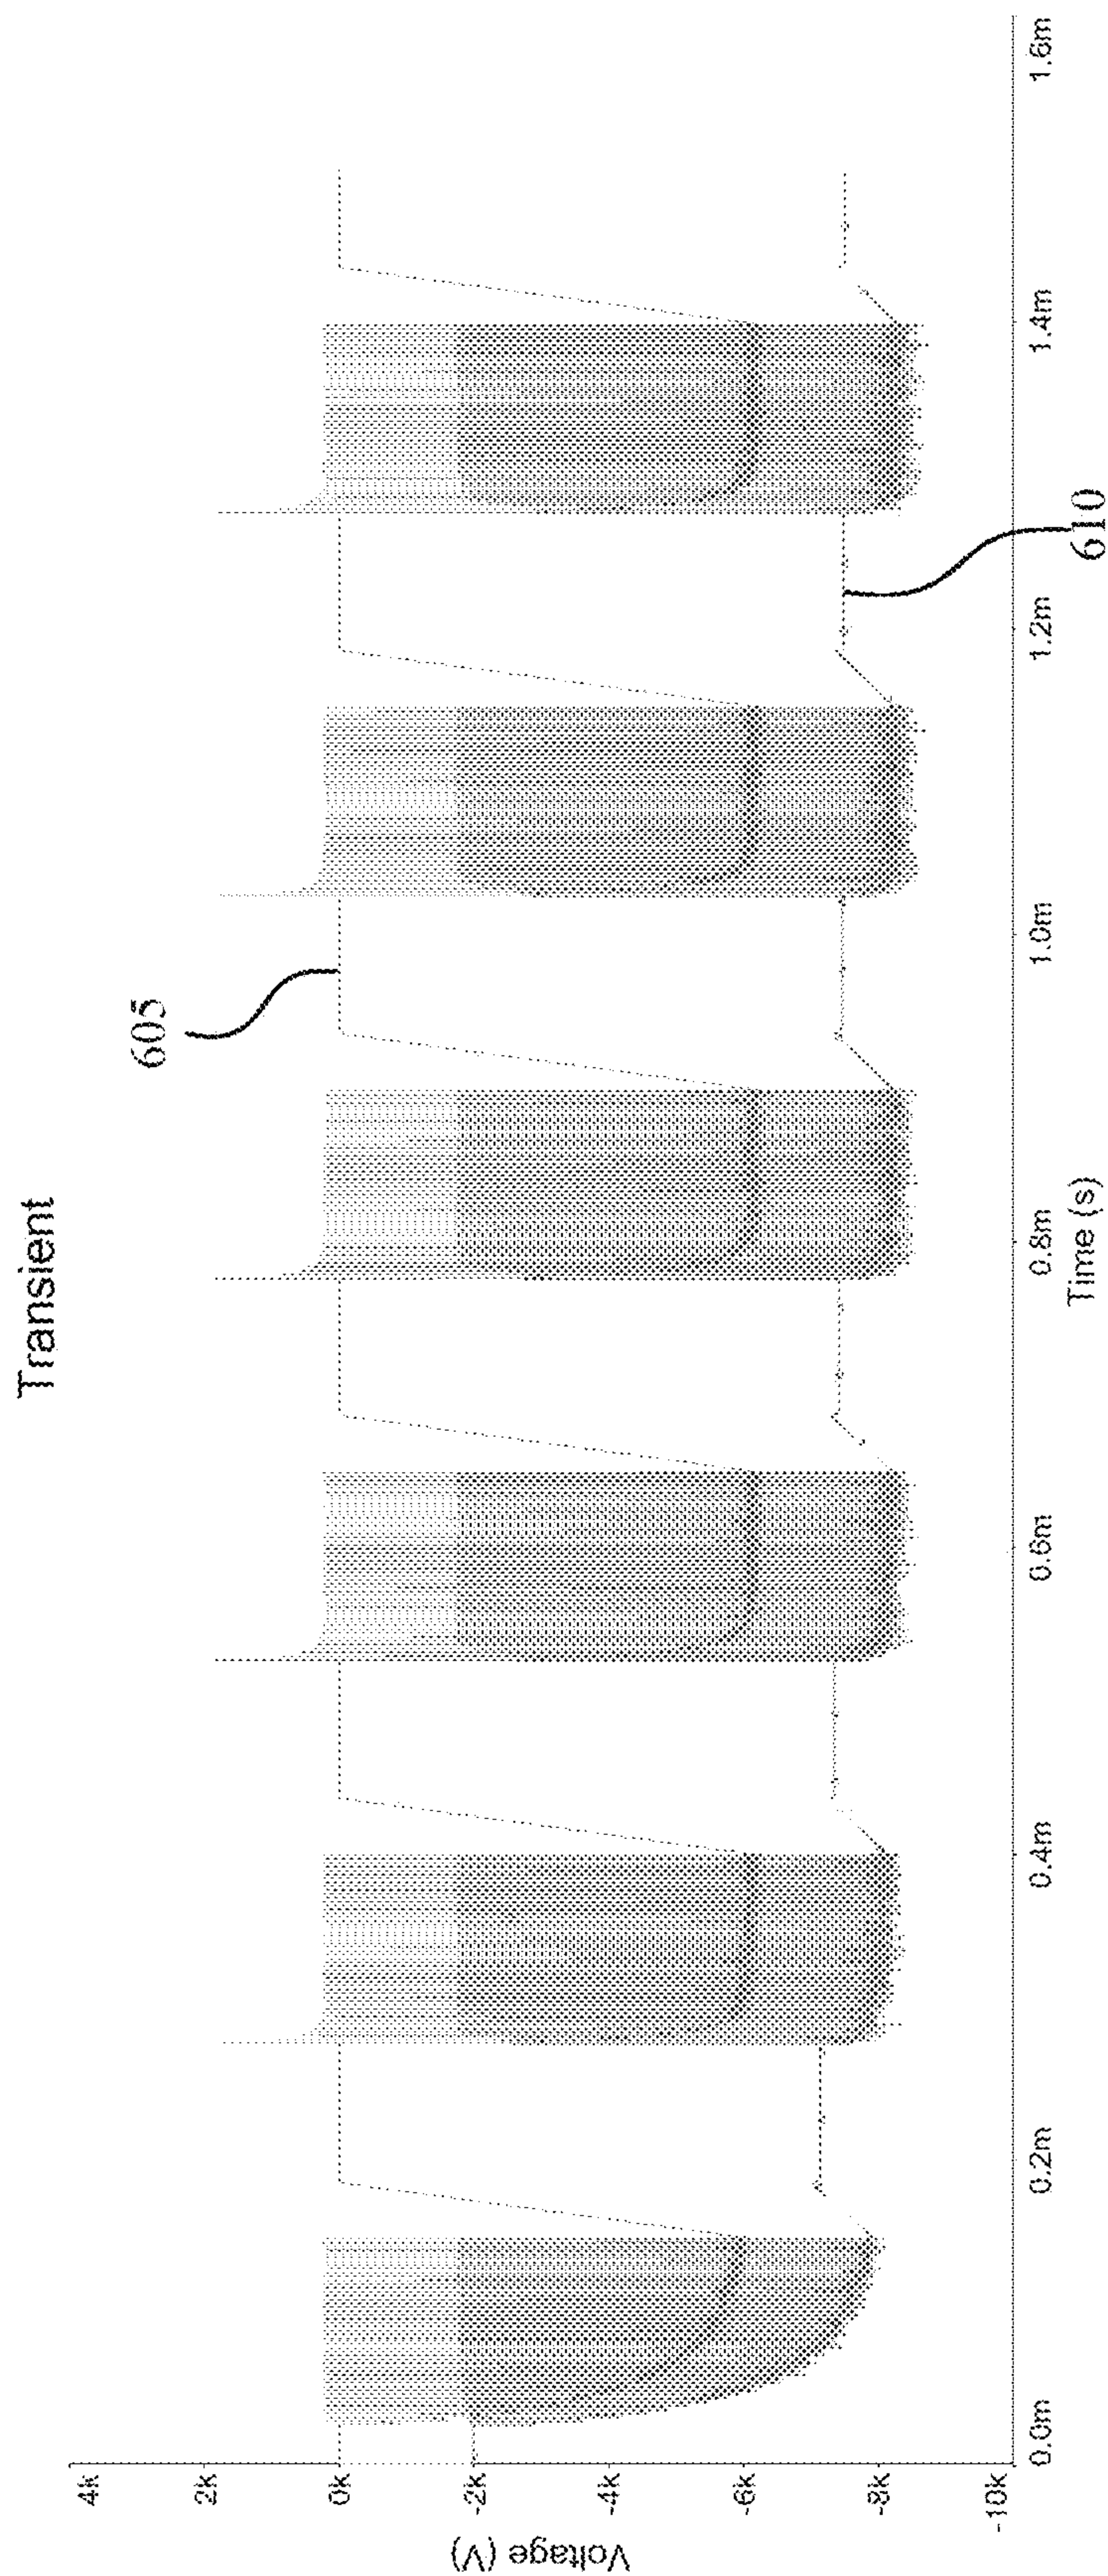 Transient
605
610
Voltage (V)
4k
2k
0k
-2k
-4k
-6k
-8k
-10k
0.0m
0.2m
0.4m
0.6m
0.8m
1.0m
1.2m
1.4m
1.6m
Time (s)